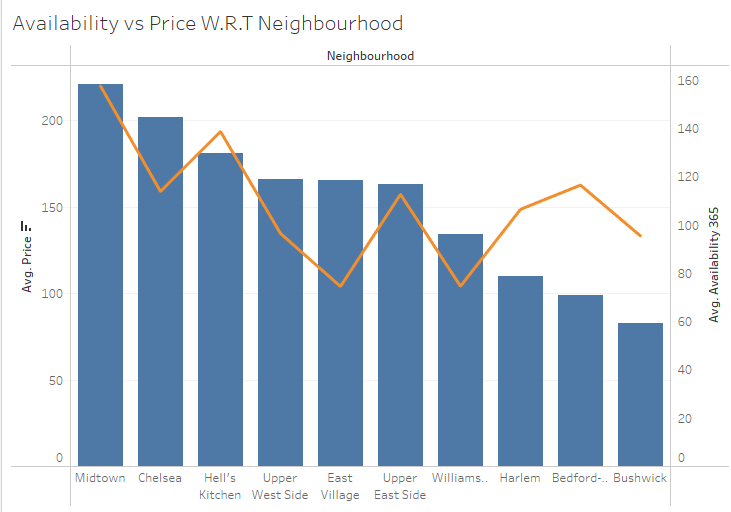 Availability vs Price W.R.T Neighbourhood
Neighbourhood
Avg. Price
200
150
100
50
0
160
140
120
100
80
60
40
20
0
Avg. Availability 365
Midtown
Chelsea
Hell's
Kitchen
Upper
West Side
East
Village
Upper
East Side
Williams..
Harlem
Bedford-..
Bushwick